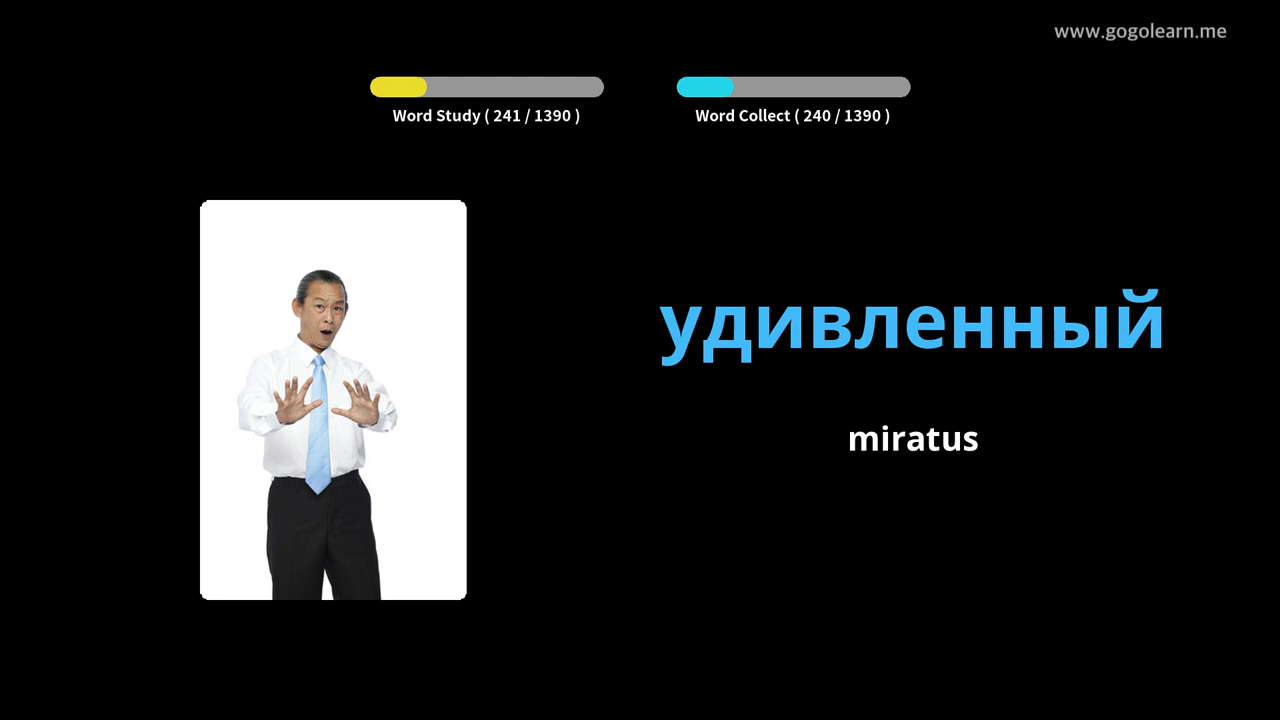 www.gogolearn.me
Word Study ( 241 / 1390 )
Word Collect ( 240 / 1390 )
удивленный
miratus